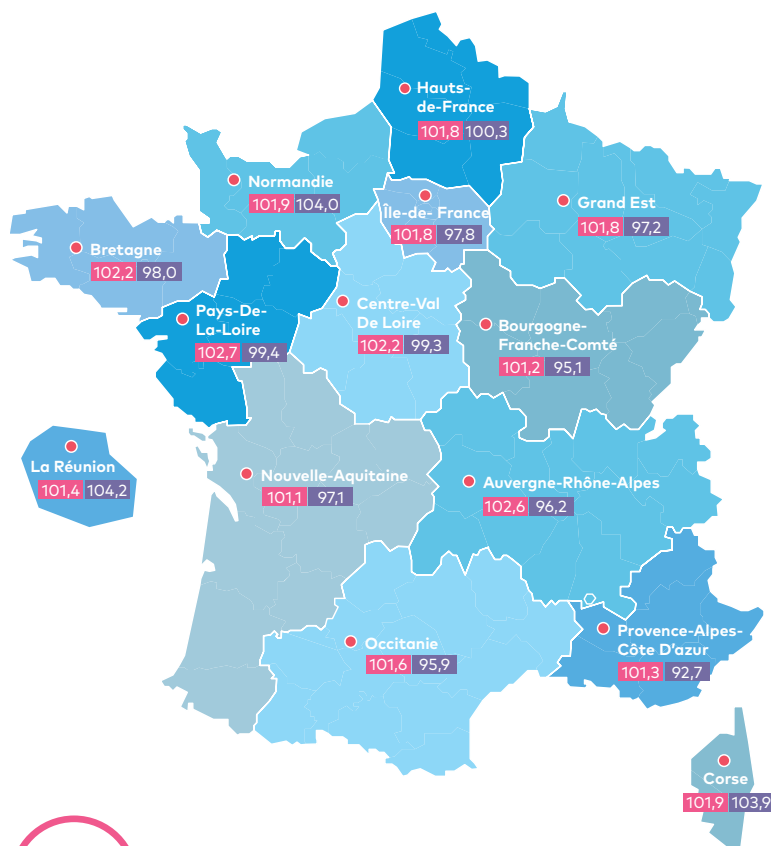 Hauts-
de-France
101,8 100,3
Normandie
101,9 104,0
Île-de- France
101,8 97,8
Grand Est
101,8 97,2
Bretagne
102,2 98,0
Pays-De-
La-Loire
102,7 99,4
Centre-Val
De Loire
102,2 99,3
Bourgogne-
Franche-Comté
101,2 95,1
La Réunion
101,4 104,2
Nouvelle-Aquitaine
101,1 97,1
Auvergne-Rhône-Alpes
102,6 96,2
Occitanie
101,6 95,9
Provence-Alpes-
Côte D'azur
101,3 92,7
Corse
101,9 103,9